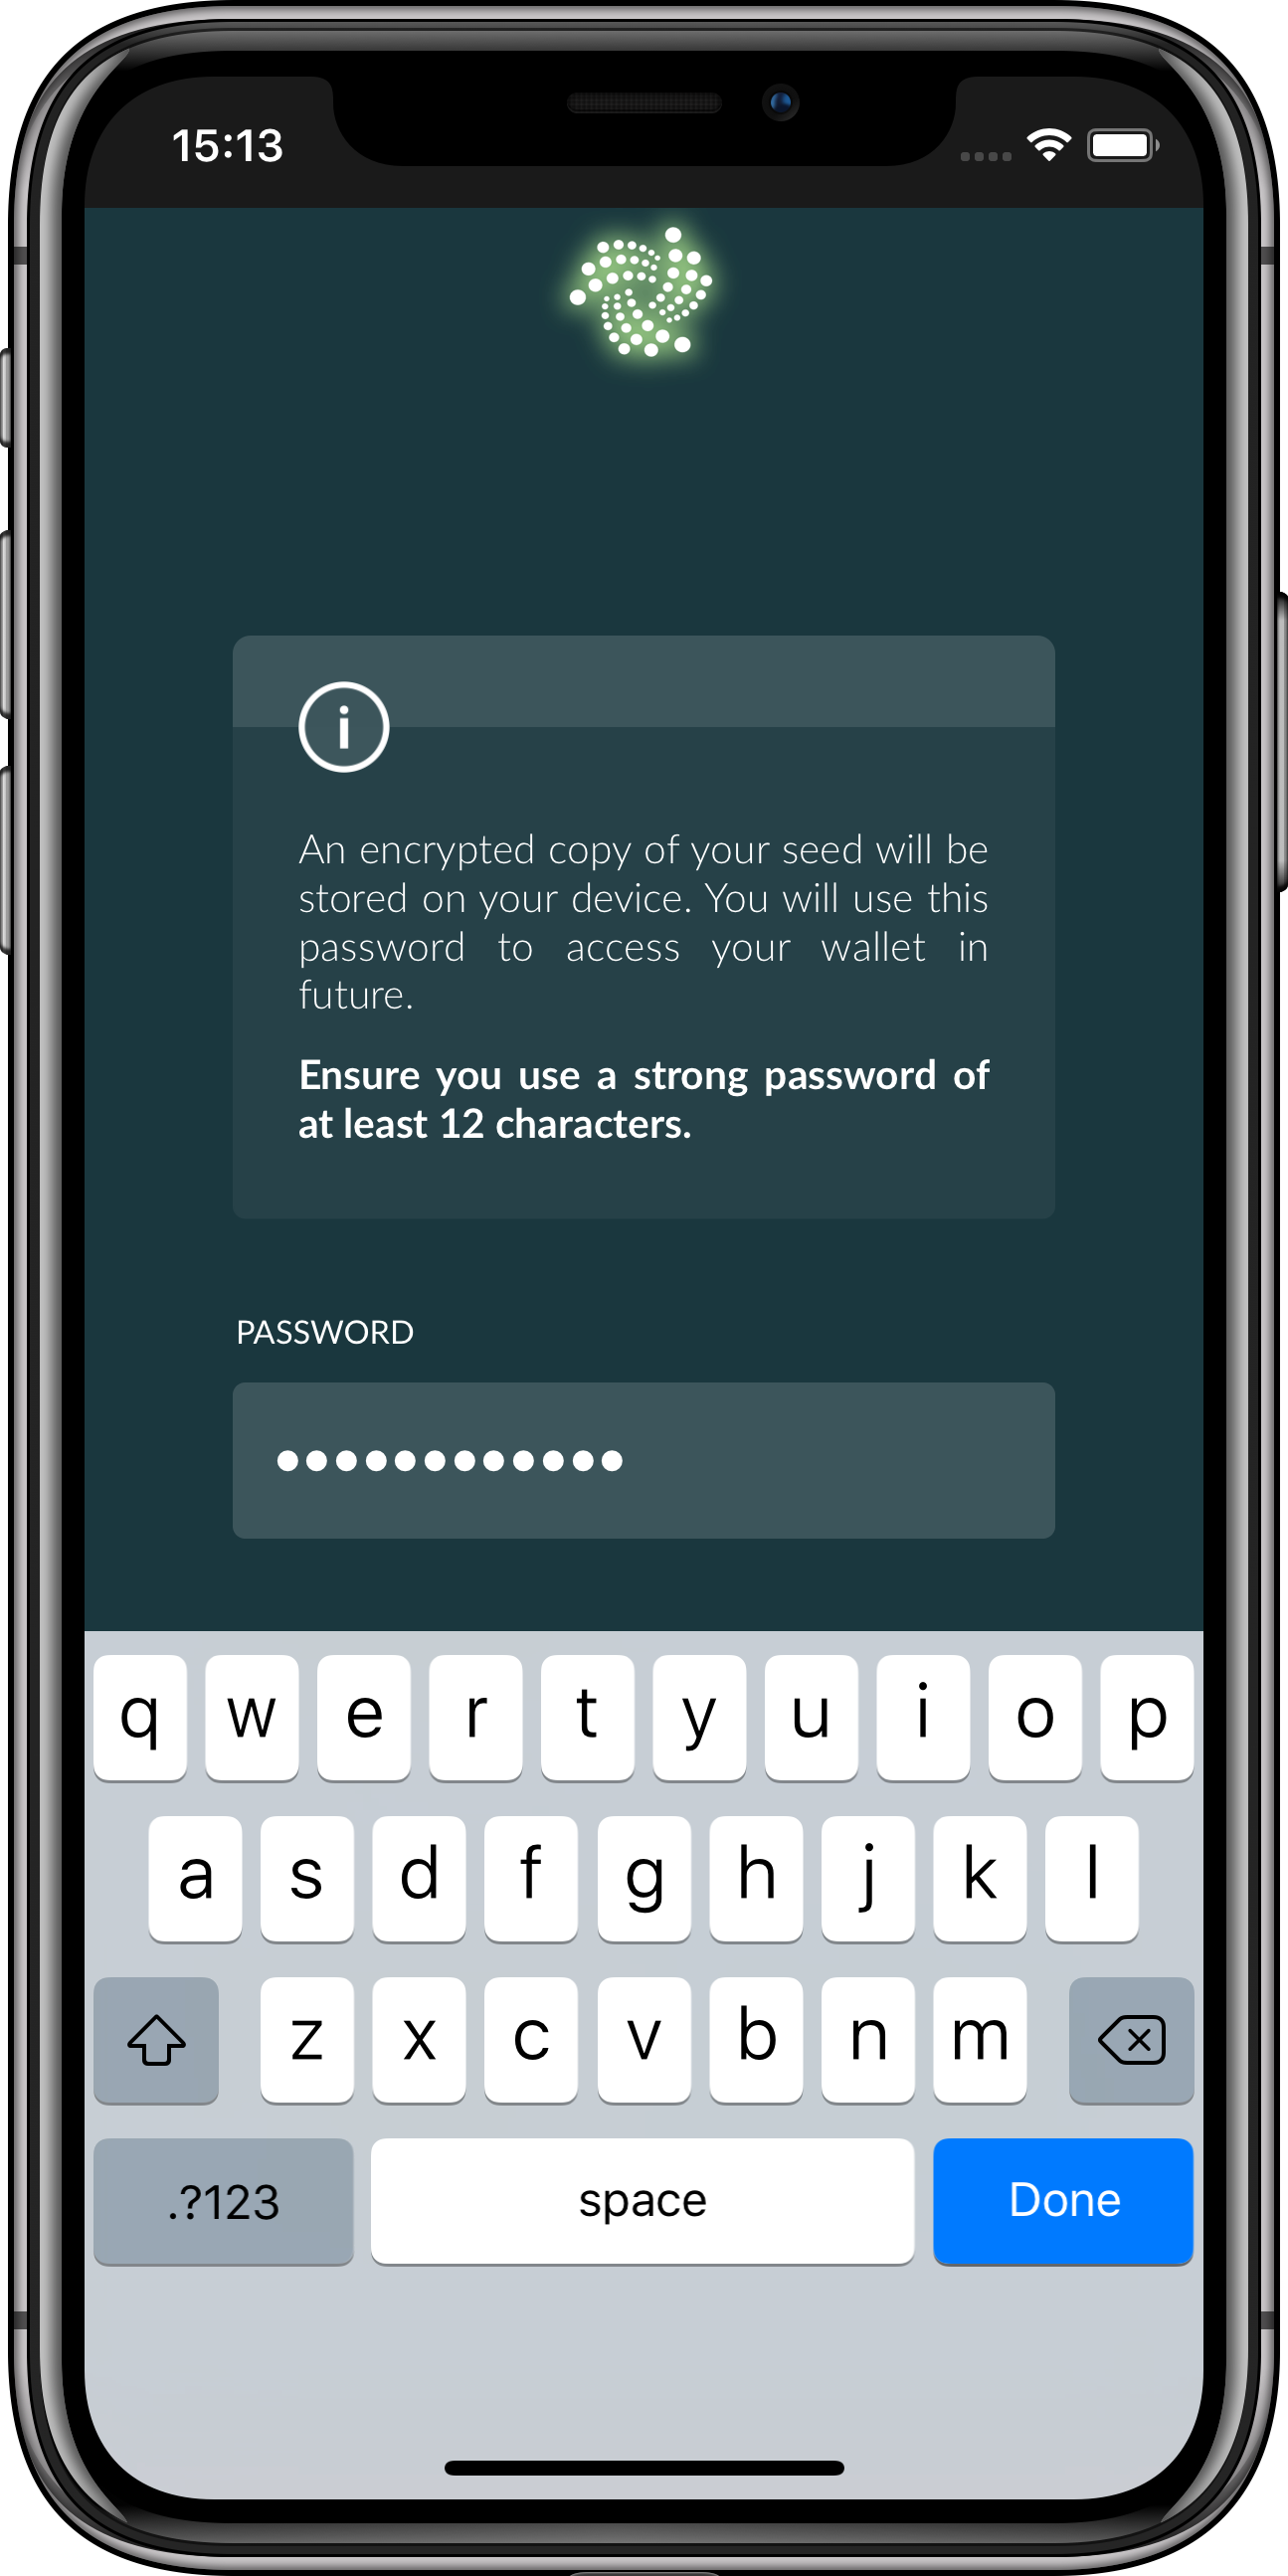 15:13
An encrypted copy of your seed will be
stored on your device. You will use this
password to access your wallet in
future.
Ensure you use a strong password of
at least 12 characters.
PASSWORD
●●●●●●●●●●●●
q w e r t y u i o p
a s d f g h j k l
z x c v b n m
.?123 space Done